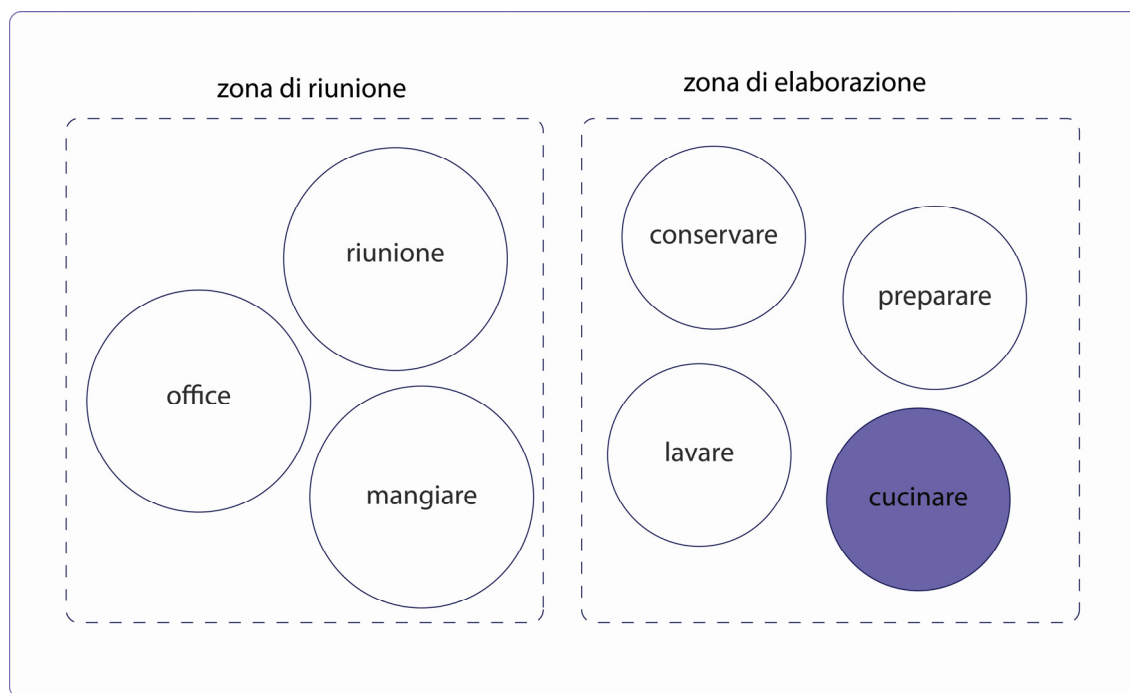 zona di riunione
zona di elaborazione
riunione
office
mangiare
conservare
preparare
lavare
cucinare